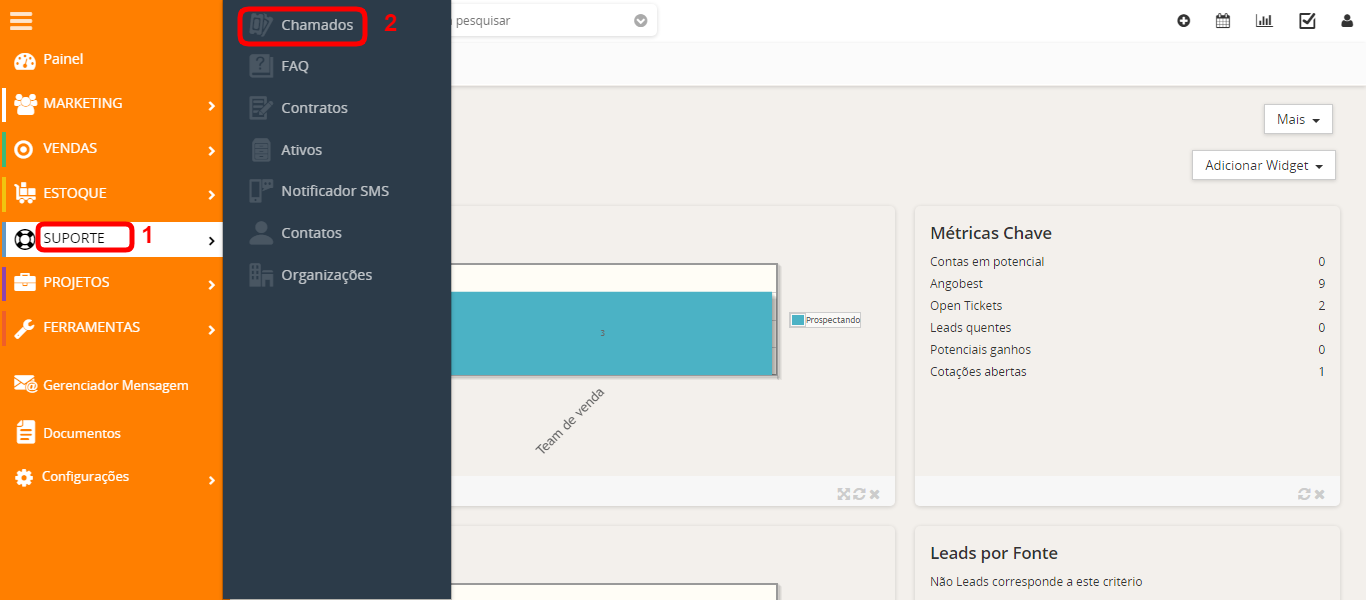 Painel
MARKETING
VENDAS
ESTOQUE
SUPORTE 1
PROJETOS
FERRAMENTAS
Gerenciador Mensagem
Documentos
Configurações
Chamados 2
FAQ
Contratos
Ativos
Notificador SMS
Contatos
Organizações
pesquisar
Mais
Adicionar Widget
3
Prospectando
Team de venda
Métricas Chave
Contas em potencial 0
Angobest 9
Open Tickets 2
Leads quentes 0
Potenciais ganhos 0
Cotações abertas 1
Leads por Fonte
Não Leads corresponde a este critério